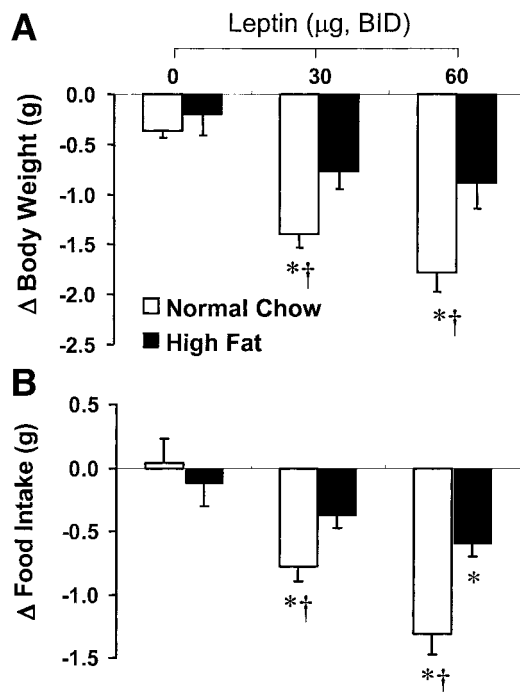 A
Leptin (μg, BID)
0 30 60
0.0
-0.5
-1.0
-1.5
-2.0
-2.5
Δ Body Weight (g)
*†
*†
Normal Chow
High Fat
B
0.5
0.0
-0.5
-1.0
-1.5
Δ Food Intake (g)
*†
*
*†